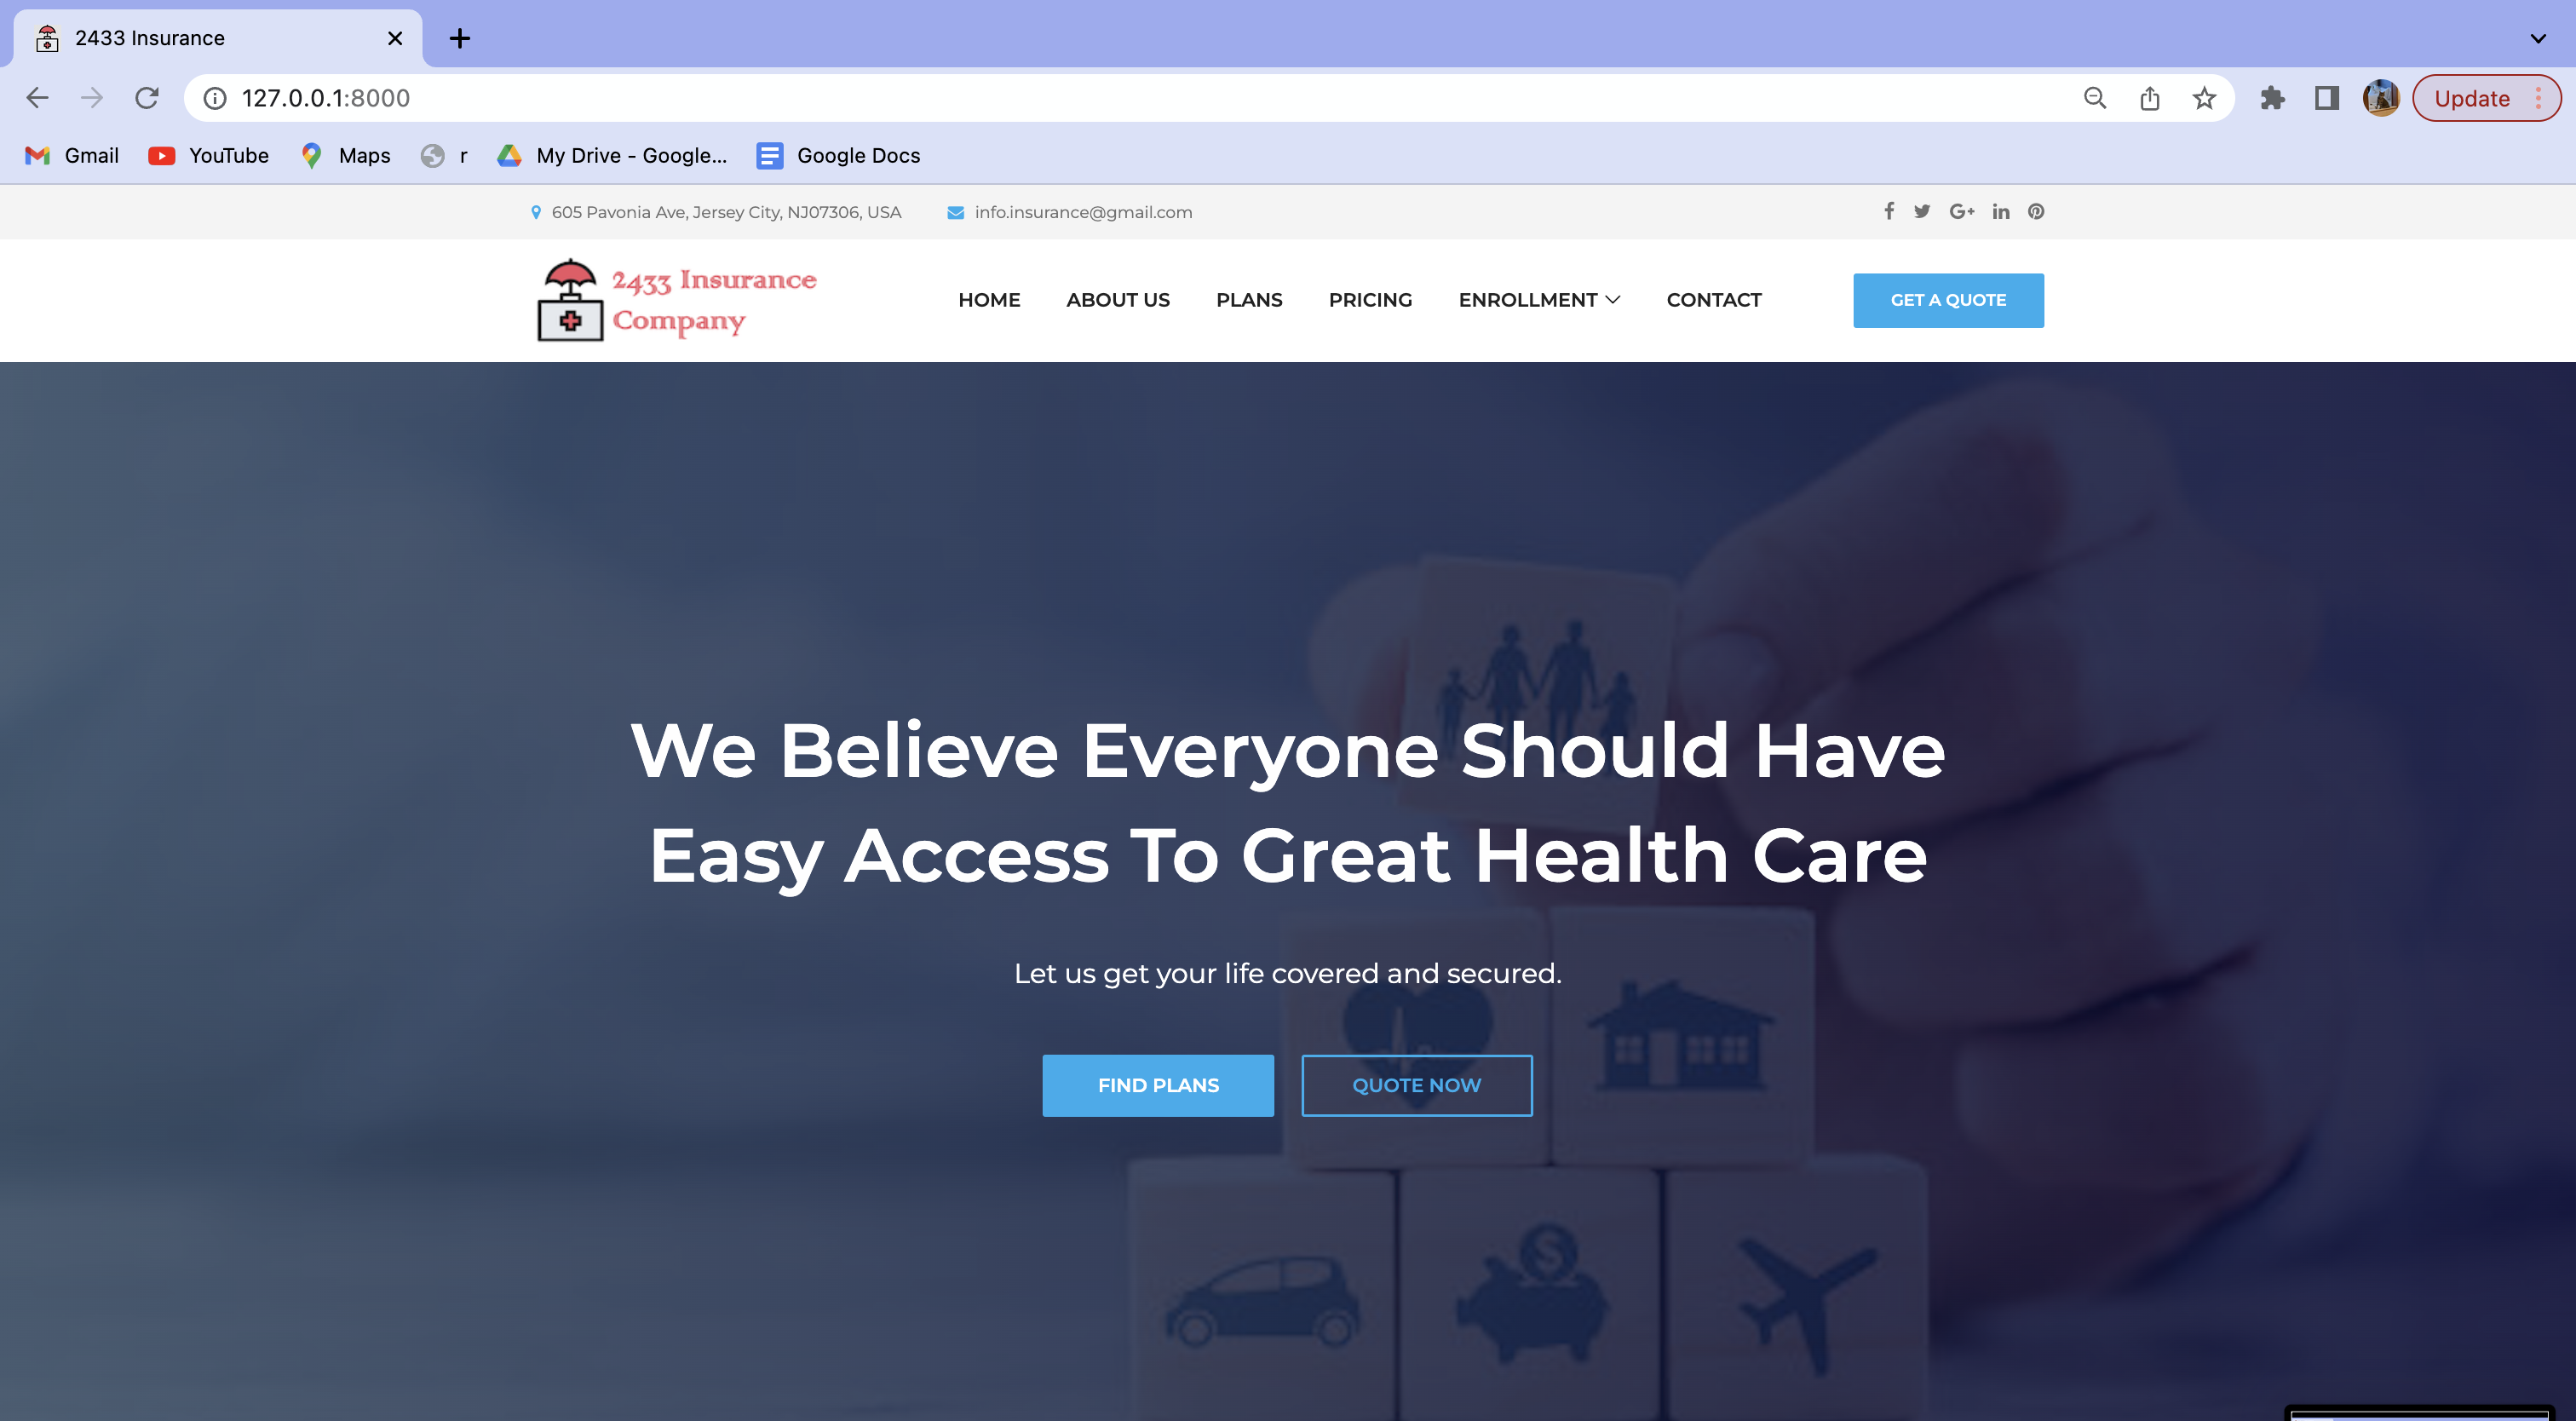 2433 Insurance
127.0.0.1:8000
Update
Gmail YouTube Maps r My Drive - Google... Google Docs
605 Pavonia Ave, Jersey City, NJ07306, USA info.insurance@gmail.com
2433 Insurance
Company
HOME ABOUT US PLANS PRICING ENROLLMENT CONTACT GET A QUOTE
We Believe Everyone Should Have
Easy Access To Great Health Care
Let us get your life covered and secured.
FIND PLANS QUOTE NOW